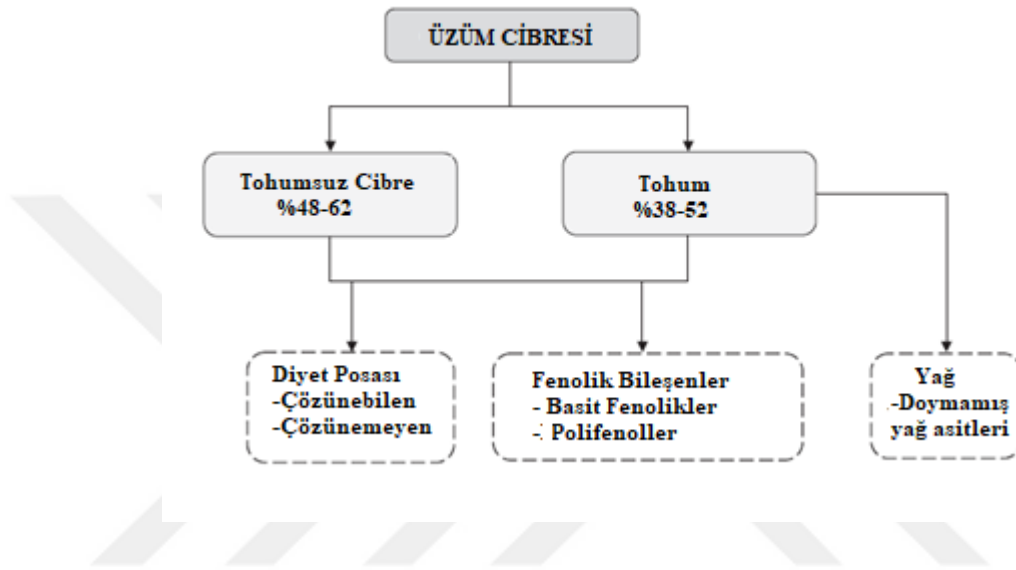 ÜZÜM CİBRESİ
Tohumsuz Cibre
%48-62
Tohum
%38-52
Diyet Posası
-Çözünebilen
-Çözünemeyen
Fenolik Bileşenler
- Basit Fenolikler
- Polifenoller
Yağ
-Doymamış
yağ asitleri